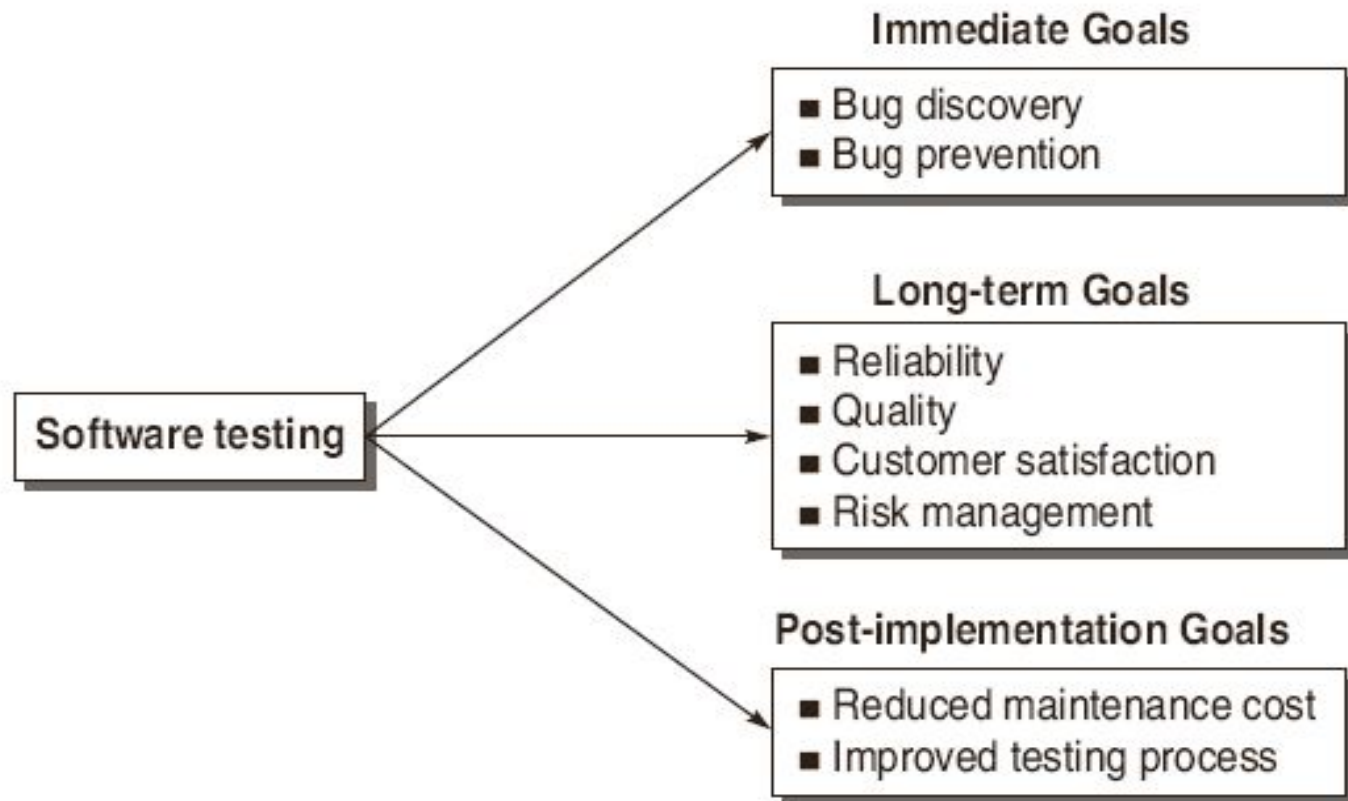 Immediate Goals
■ Bug discovery
■ Bug prevention
Long-term Goals
■ Reliability
■ Quality
■ Customer satisfaction
■ Risk management
Software testing
Post-implementation Goals
■ Reduced maintenance cost
■ Improved testing process